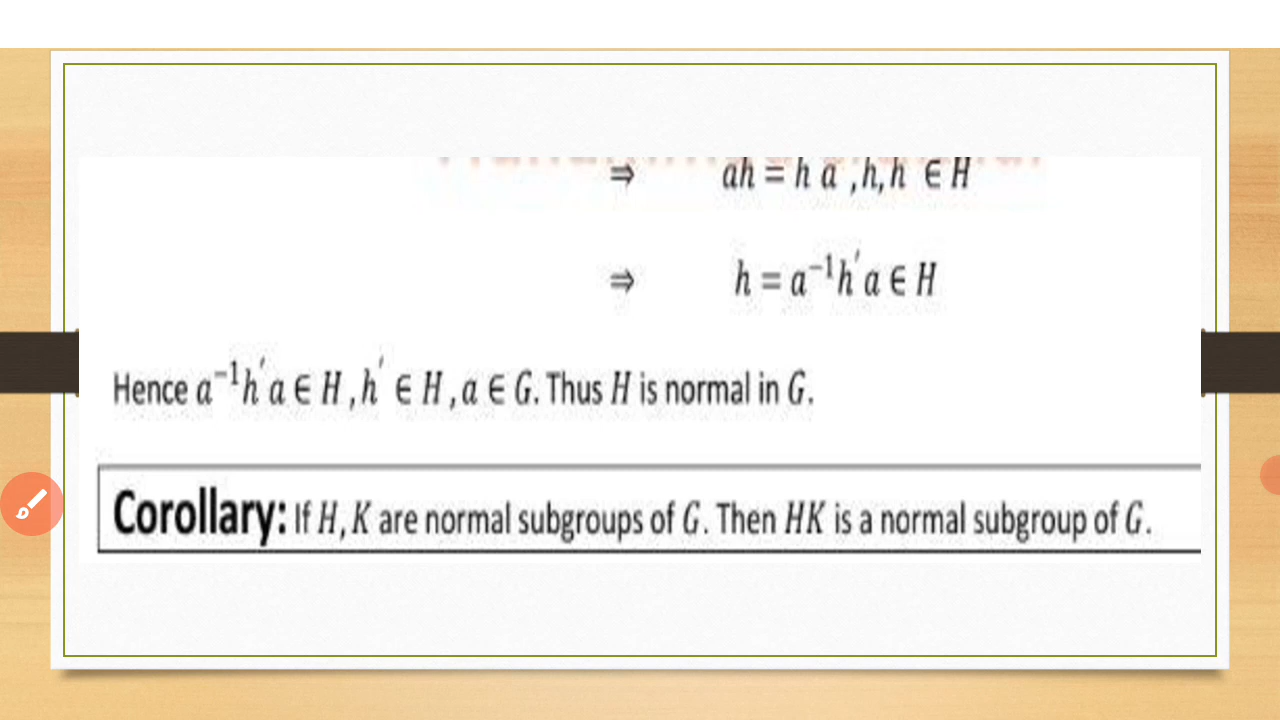 ⇒ ah = h a ,h,h ∈ H
⇒ h = a⁻¹h′a ∈ H
Hence a⁻¹h′a ∈ H ,h′ ∈ H ,a ∈ G. Thus H is normal in G.
Corollary: If H,K are normal subgroups of G. Then HK is a normal subgroup of G.